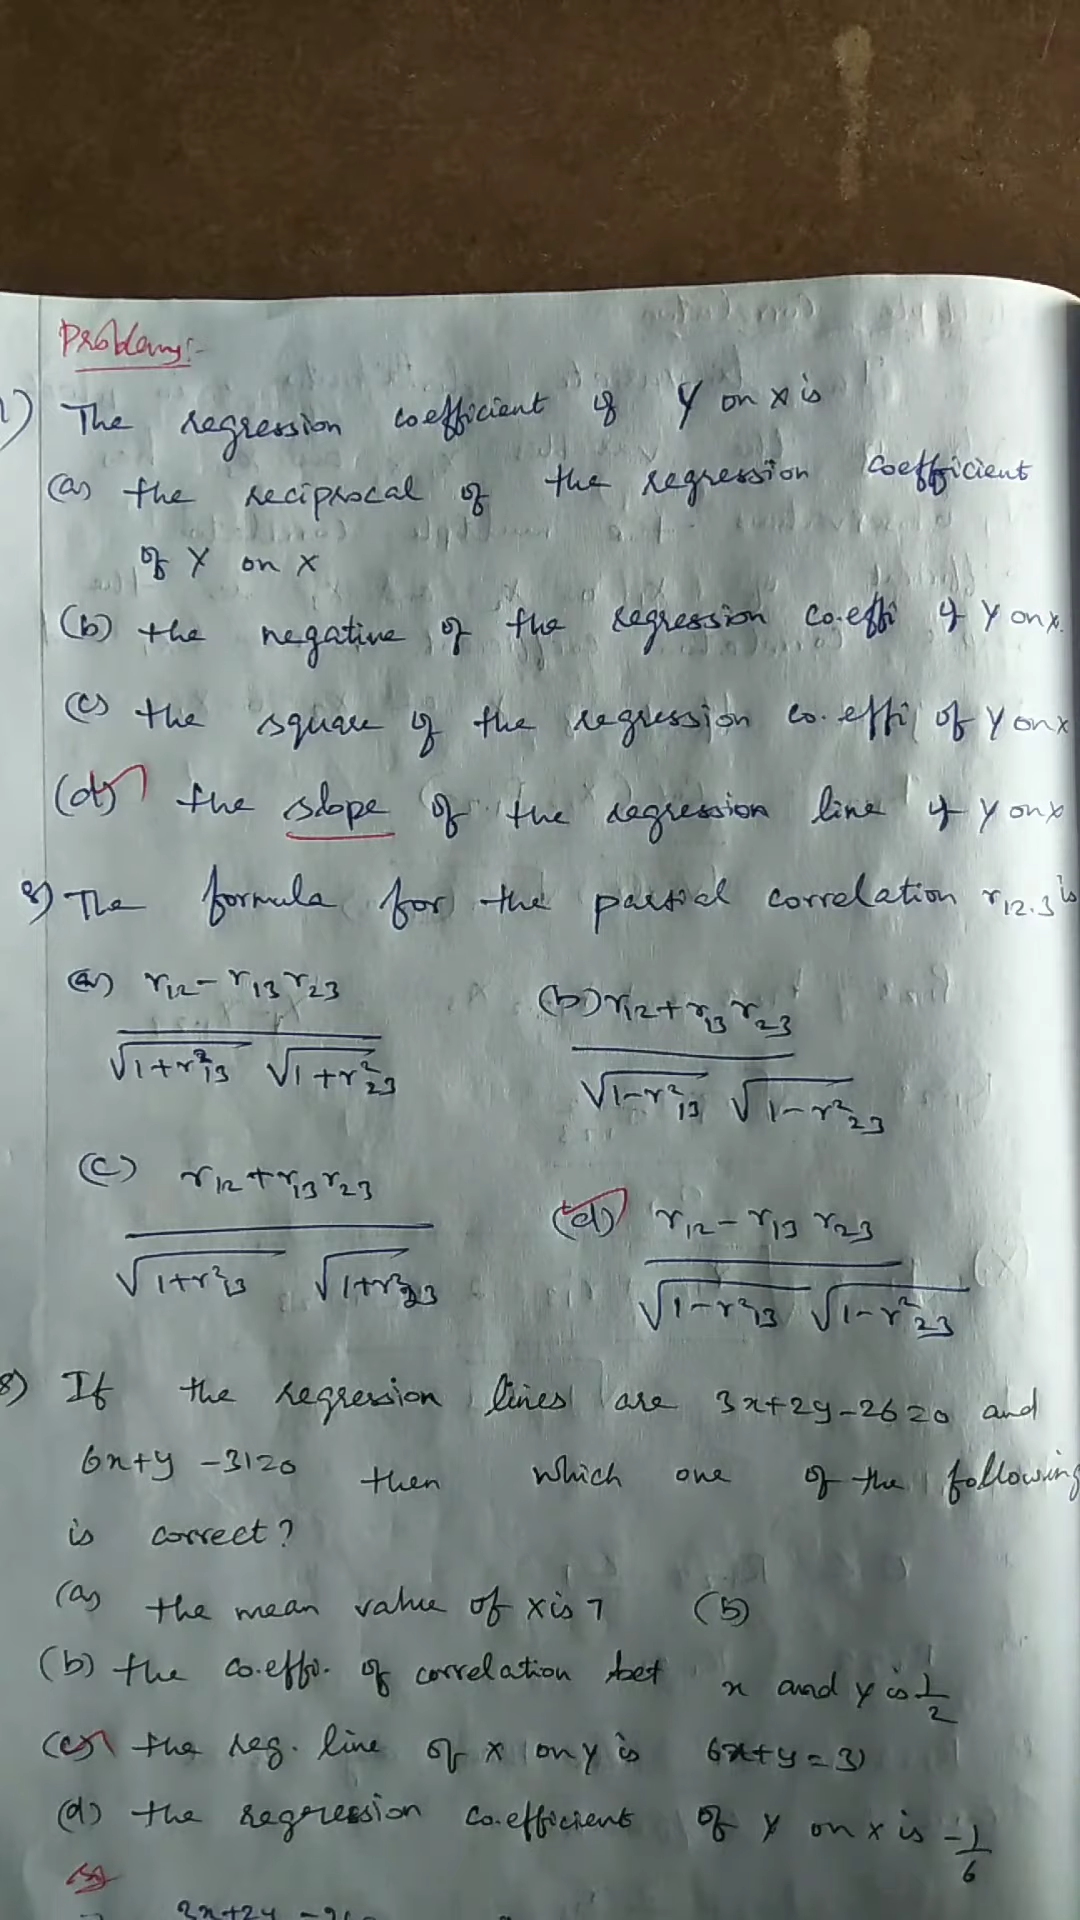 Problems:-
1) The regression coefficient of Y on x is
(a) the reciprocal of the regression coefficient
of Y on X
(b) the negative of the regression co.effi of Y on x.
(c) the square of the regression co.effi of Y on x
(d) the slope of the regression line of Y on x
2) The formula for the partial correlation r12.3 is
(a) r12 - r13 r23 / √1+r²13 √1+r²23
(b) r12 + r13 r23 / √1-r²13 √1-r²23
(c) r12 + r13 r23 / √1+r²13 √1+r²23
(d) r12 - r13 r23 / √1-r²13 √1-r²23
3) If the regression lines are 3x+2y-26=0 and
6x+y-31=0 then which one of the following
is correct?
(a) the mean value of x is 7 (5)
(b) the co.effi. of correlation bet x and y is 1/2
(c) the reg. line of x on y is 6x+y=31
(d) the regression co.efficient of y on x is -1/6
3x+2y